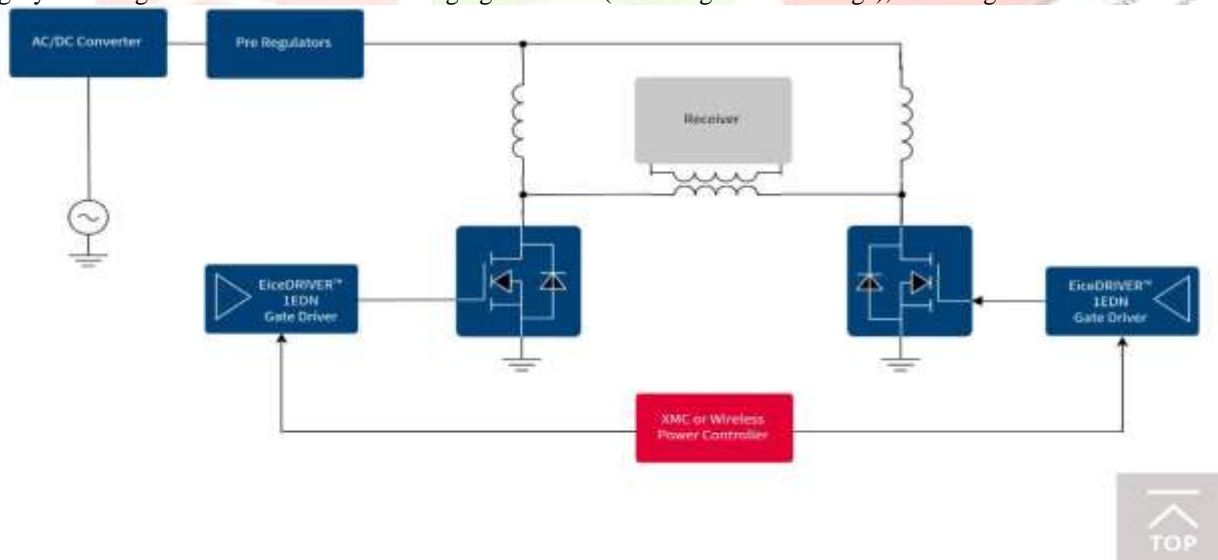 AC/DC Converter
Pre Regulators
Receiver
EiceDRIVER™
1EDN
Gate Driver
EiceDRIVER™
1EDN
Gate Driver
XMC or Wireless
Power Controller
TOP